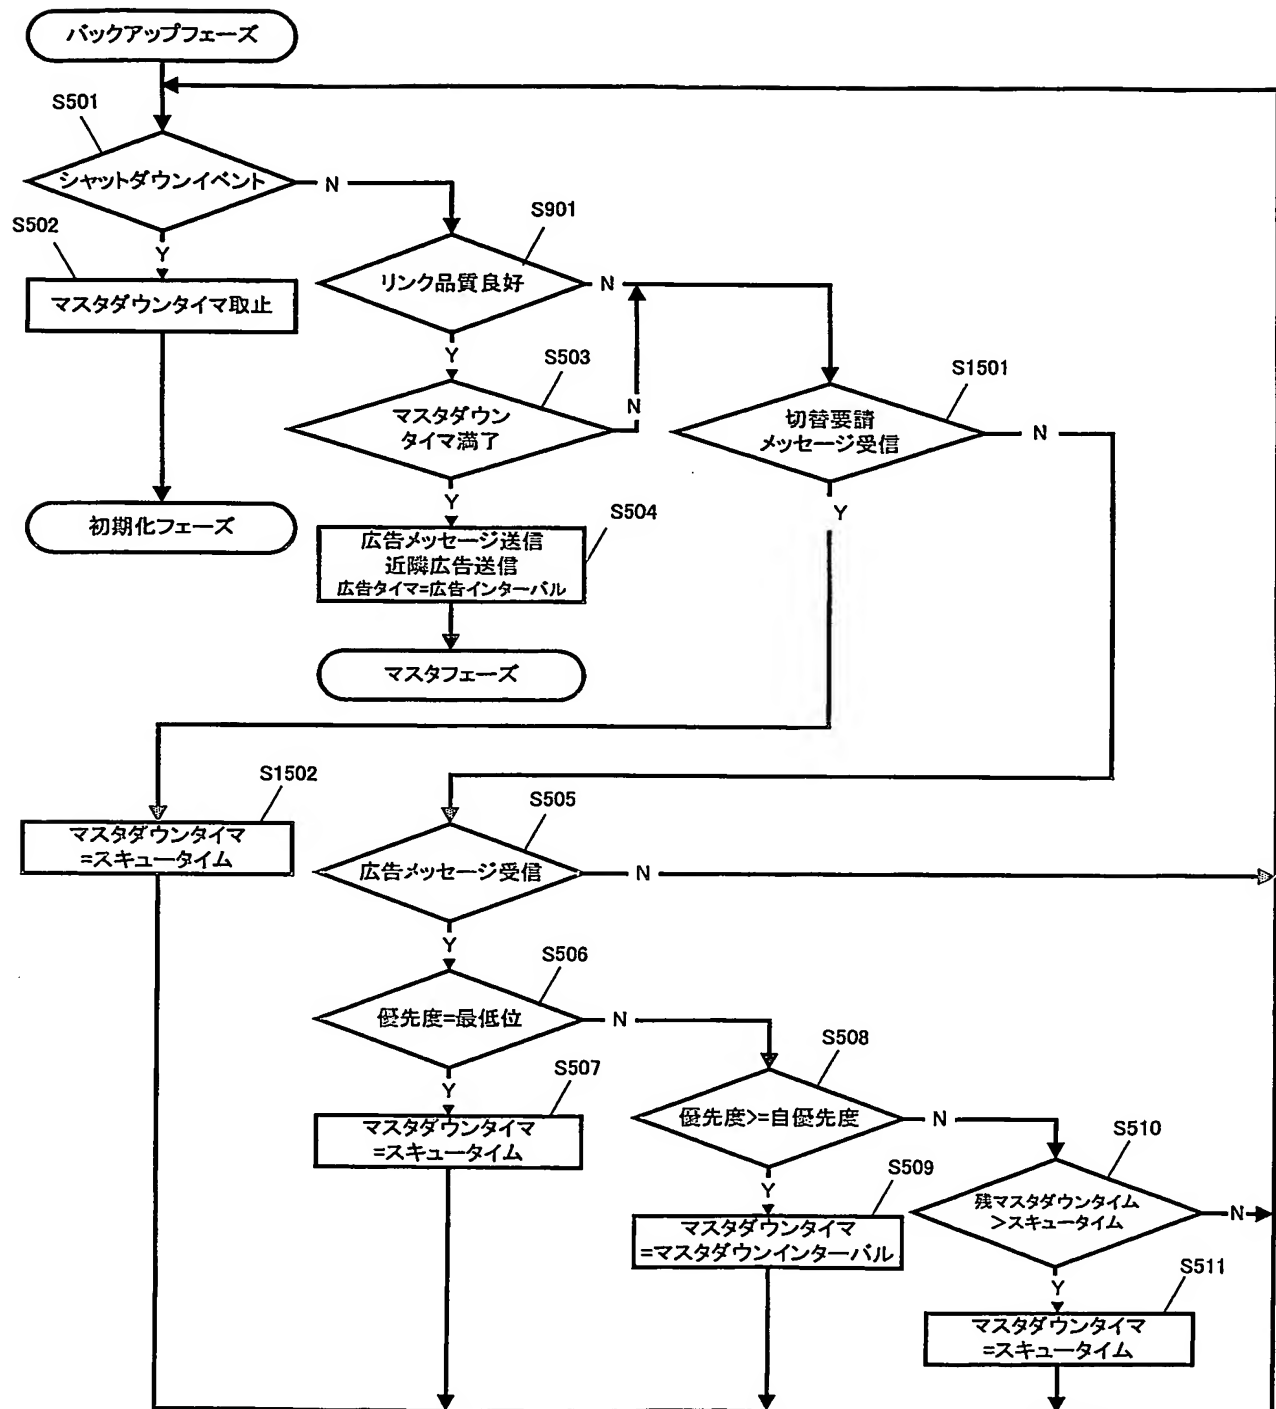 バックアップフェーズ
S501
シャットダウンイベント
N
S502
Y
マスタダウンタイマ取止
初期化フェーズ
S901
リンク品質良好
N
Y
S503
マスタダウン
タイマ満了
N
Y
S504
広告メッセージ送信
近隣広告送信
広告タイマ=広告インターバル
マスタフェーズ
S1501
切替要請
メッセージ受信
N
Y
S1502
マスタダウンタイマ
=スキュータイム
S505
広告メッセージ受信
N
Y
S506
優先度=最低位
N
Y
S507
マスタダウンタイマ
=スキュータイム
S508
優先度>=自優先度
N
Y
S509
マスタダウンタイマ
=マスタダウンインターバル
S510
残マスタダウンタイム
>スキュータイム
N
Y
S511
マスタダウンタイマ
=スキュータイム